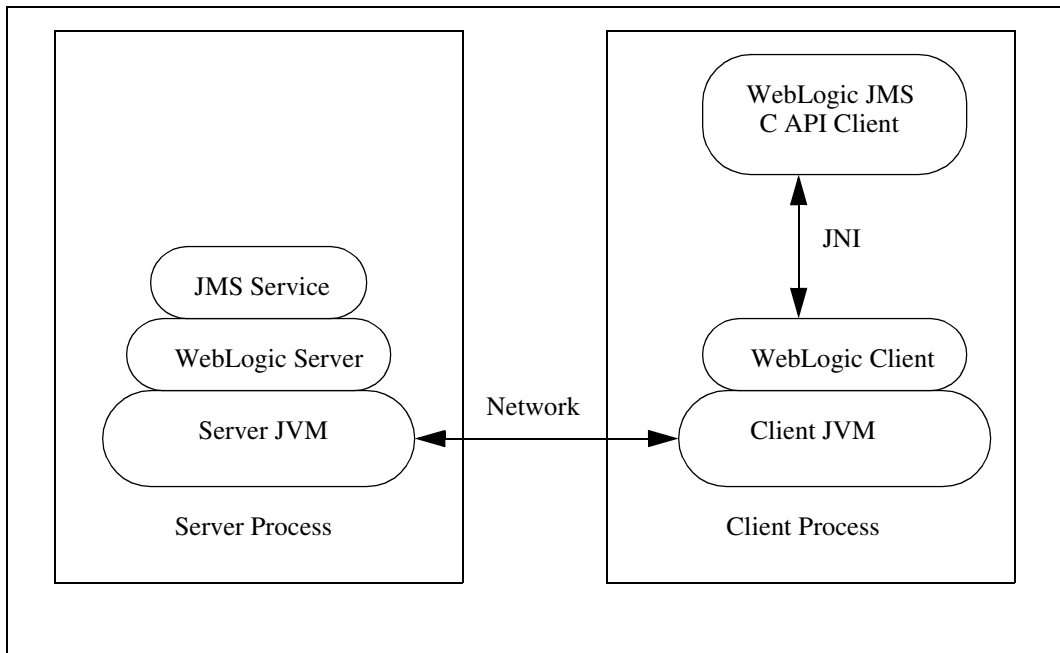 WebLogic JMS
C API Client
JNI
JMS Service
WebLogic Server
WebLogic Client
Network
Server JVM
Client JVM
Server Process
Client Process